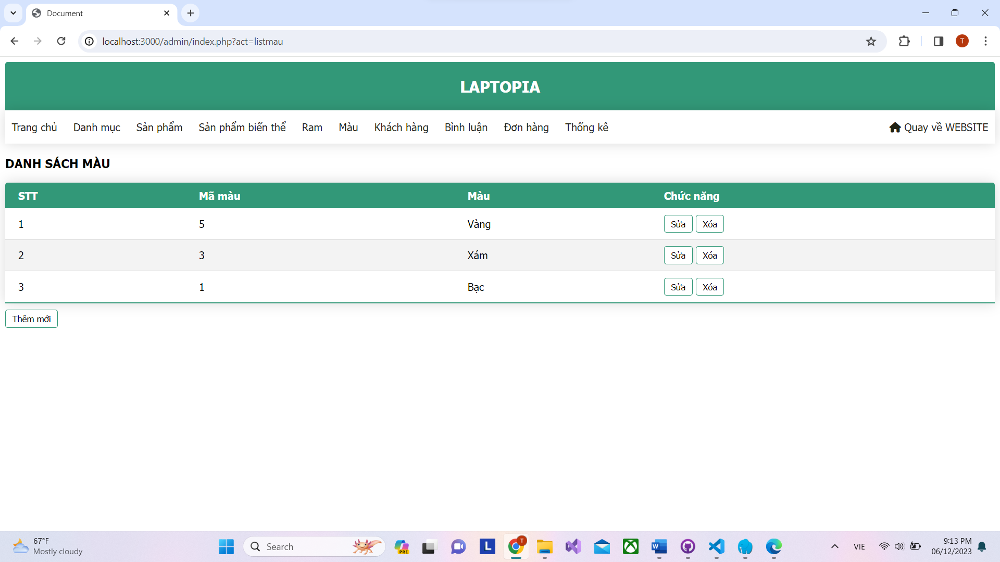 Document
localhost:3000/admin/index.php?act=listmau
T
LAPTOPIA
Trang chủ Danh mục Sản phẩm Sản phẩm biến thể Ram Màu Khách hàng Bình luận Đơn hàng Thống kê Quay về WEBSITE
DANH SÁCH MÀU
STT Mã màu Màu Chức năng
1 5 Vàng Sửa Xóa
2 3 Xám Sửa Xóa
3 1 Bạc Sửa Xóa
Thêm mới
67°F
Mostly cloudy
Search
PRE
L
T
W
VIE
9:13 PM
06/12/2023